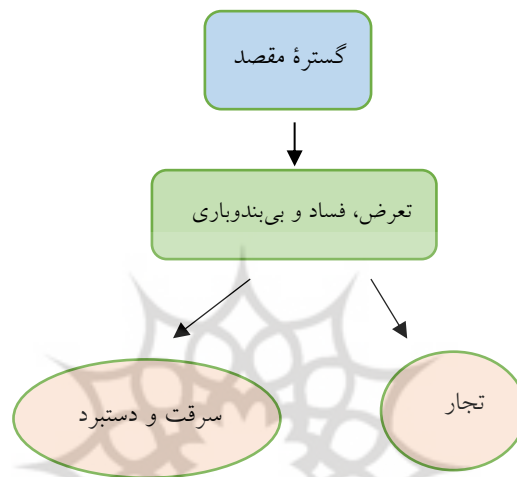 گسترۀ مقصد
تعرض، فساد و بی‌بندوباری
تجار
سرقت و دستبرد